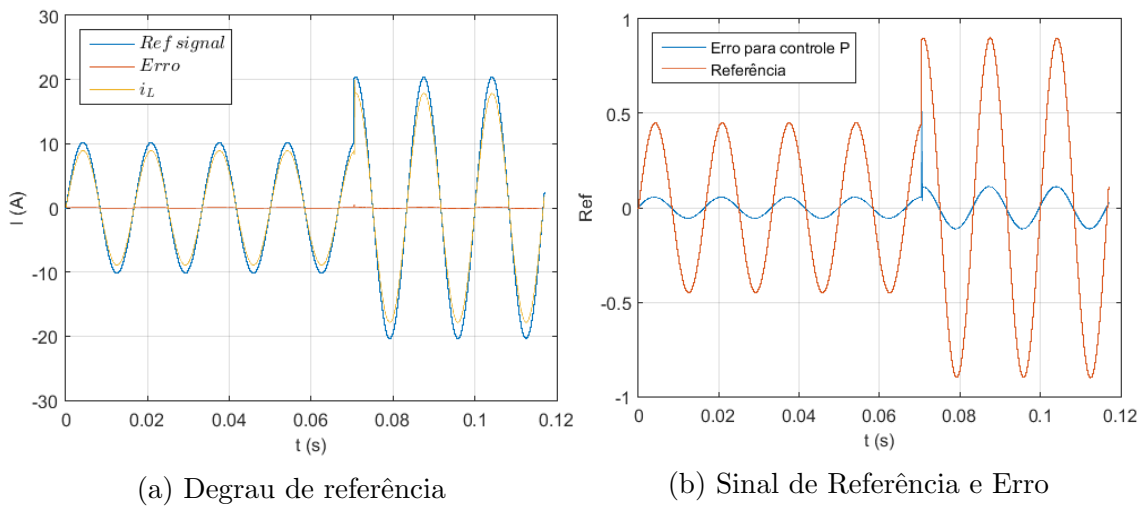 30
20
10
0
-10
-20
-30
I (A)
Ref signal
Erro
i_L
0
0.02
0.04
0.06
0.08
0.1
0.12
t (s)
(a) Degrau de referência
1
0.5
0
-0.5
-1
Ref
Erro para controle P
Referência
0
0.02
0.04
0.06
0.08
0.1
0.12
t (s)
(b) Sinal de Referência e Erro